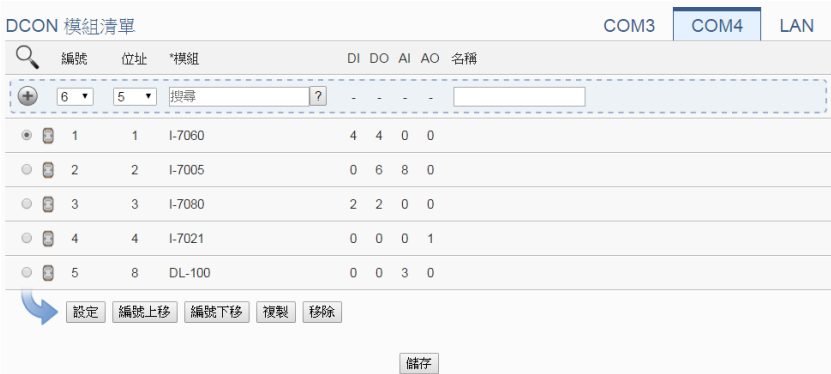 DCON 模組清單 COM3 COM4 LAN
編號 位址 *模組 DI DO AI AO 名稱
6 5 搜尋 ? - - - -
1 1 I-7060 4 4 0 0
2 2 I-7005 0 6 8 0
3 3 I-7080 2 2 0 0
4 4 I-7021 0 0 0 1
5 8 DL-100 0 0 3 0
設定 編號上移 編號下移 複製 移除
儲存